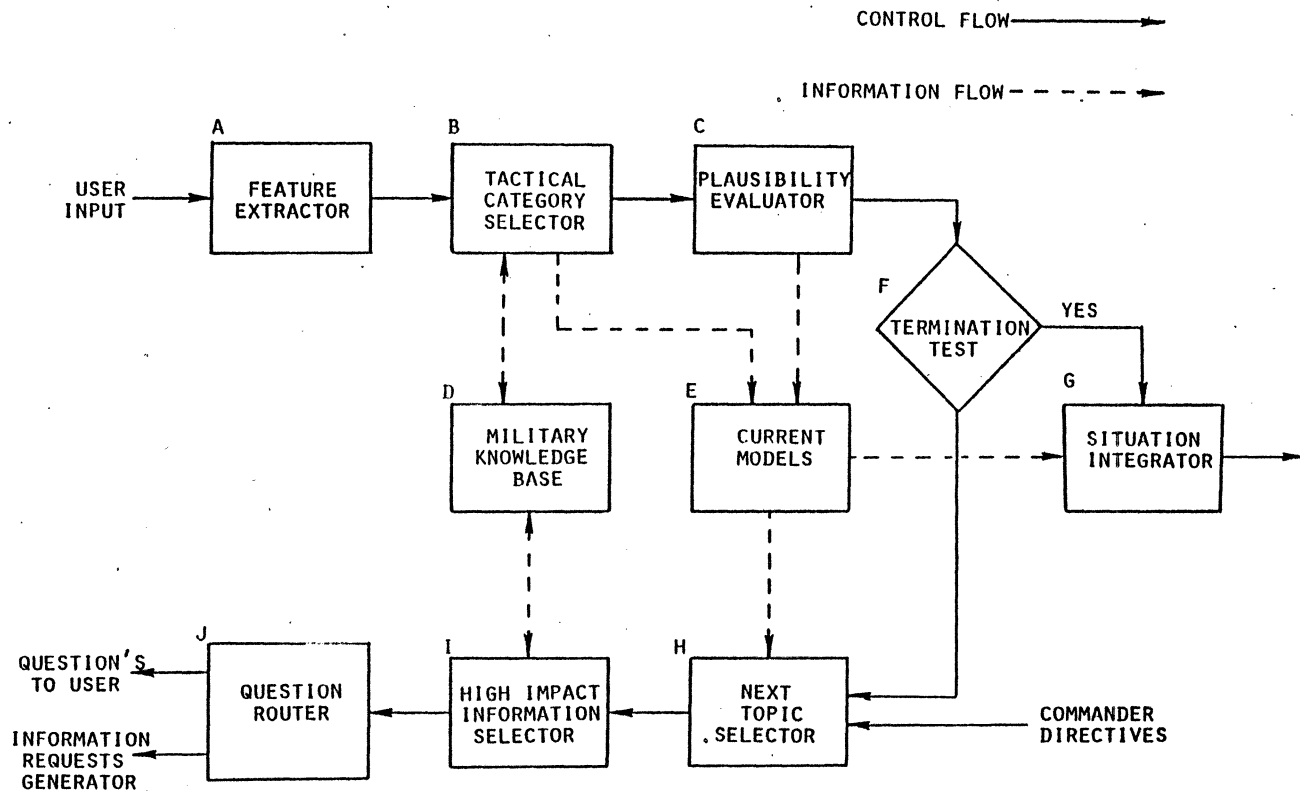 CONTROL FLOW
INFORMATION FLOW
A
B
C
USER
INPUT
FEATURE
EXTRACTOR
TACTICAL
CATEGORY
SELECTOR
PLAUSIBILITY
EVALUATOR
F
TERMINATION
TEST
YES
D
MILITARY
KNOWLEDGE
BASE
E
CURRENT
MODELS
G
SITUATION
INTEGRATOR
J
QUESTION'S
TO USER
INFORMATION
REQUESTS
GENERATOR
QUESTION
ROUTER
I
HIGH IMPACT
INFORMATION
SELECTOR
H
NEXT
TOPIC
SELECTOR
COMMANDER
DIRECTIVES